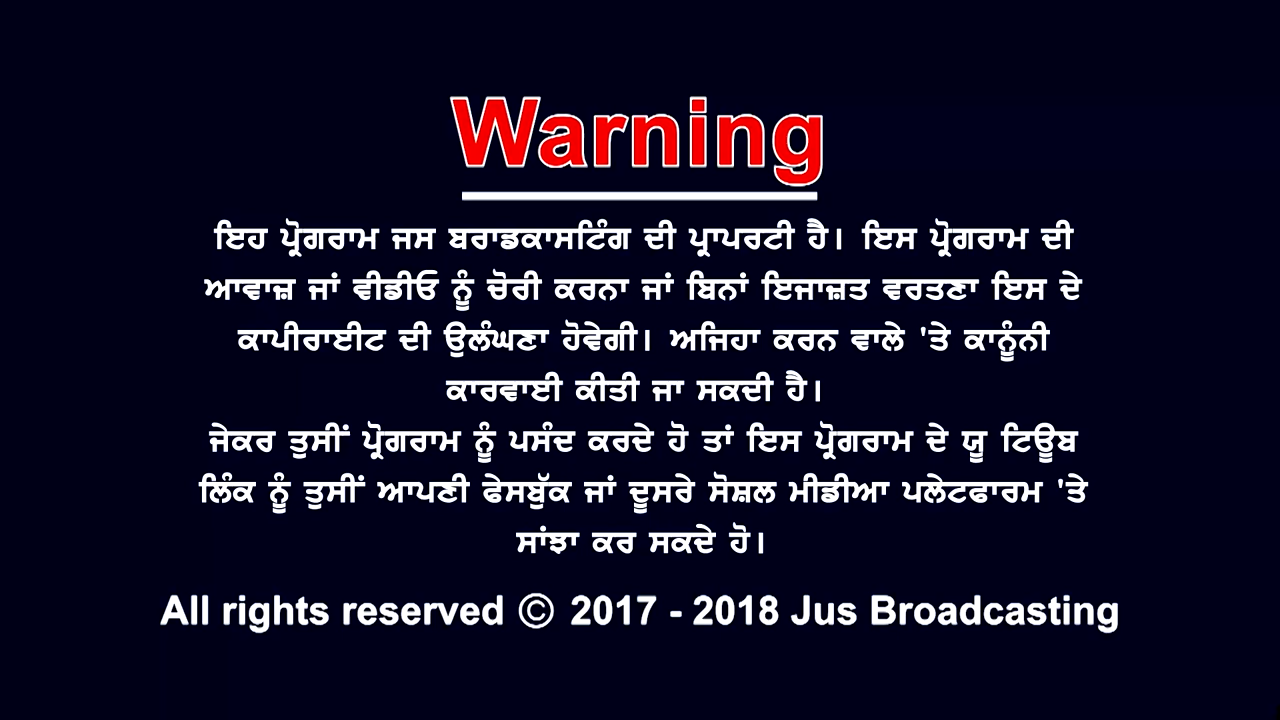 Warning
ਇਹ ਪ੍ਰੋਗਰਾਮ ਜਸ ਬਰਾਡਕਾਸਟਿੰਗ ਦੀ ਪ੍ਰਾਪਰਟੀ ਹੈ। ਇਸ ਪ੍ਰੋਗਰਾਮ ਦੀ
ਆਵਾਜ਼ ਜਾਂ ਵੀਡੀਓ ਨੂੰ ਚੋਰੀ ਕਰਨਾ ਜਾਂ ਬਿਨਾਂ ਇਜਾਜ਼ਤ ਵਰਤਣਾ ਇਸ ਦੇ
ਕਾਪੀਰਾਈਟ ਦੀ ਉਲੰਘਣਾ ਹੋਵੇਗੀ। ਅਜਿਹਾ ਕਰਨ ਵਾਲੇ 'ਤੇ ਕਾਨੂੰਨੀ
ਕਾਰਵਾਈ ਕੀਤੀ ਜਾ ਸਕਦੀ ਹੈ।
ਜੇਕਰ ਤੁਸੀਂ ਪ੍ਰੋਗਰਾਮ ਨੂੰ ਪਸੰਦ ਕਰਦੇ ਹੋ ਤਾਂ ਇਸ ਪ੍ਰੋਗਰਾਮ ਦੇ ਯੂ ਟਿਊਬ
ਲਿੰਕ ਨੂੰ ਤੁਸੀਂ ਆਪਣੀ ਫੇਸਬੁੱਕ ਜਾਂ ਦੂਸਰੇ ਸੋਸ਼ਲ ਮੀਡੀਆ ਪਲੇਟਫਾਰਮ 'ਤੇ
ਸਾਂਝਾ ਕਰ ਸਕਦੇ ਹੋ।
All rights reserved © 2017 - 2018 Jus Broadcasting